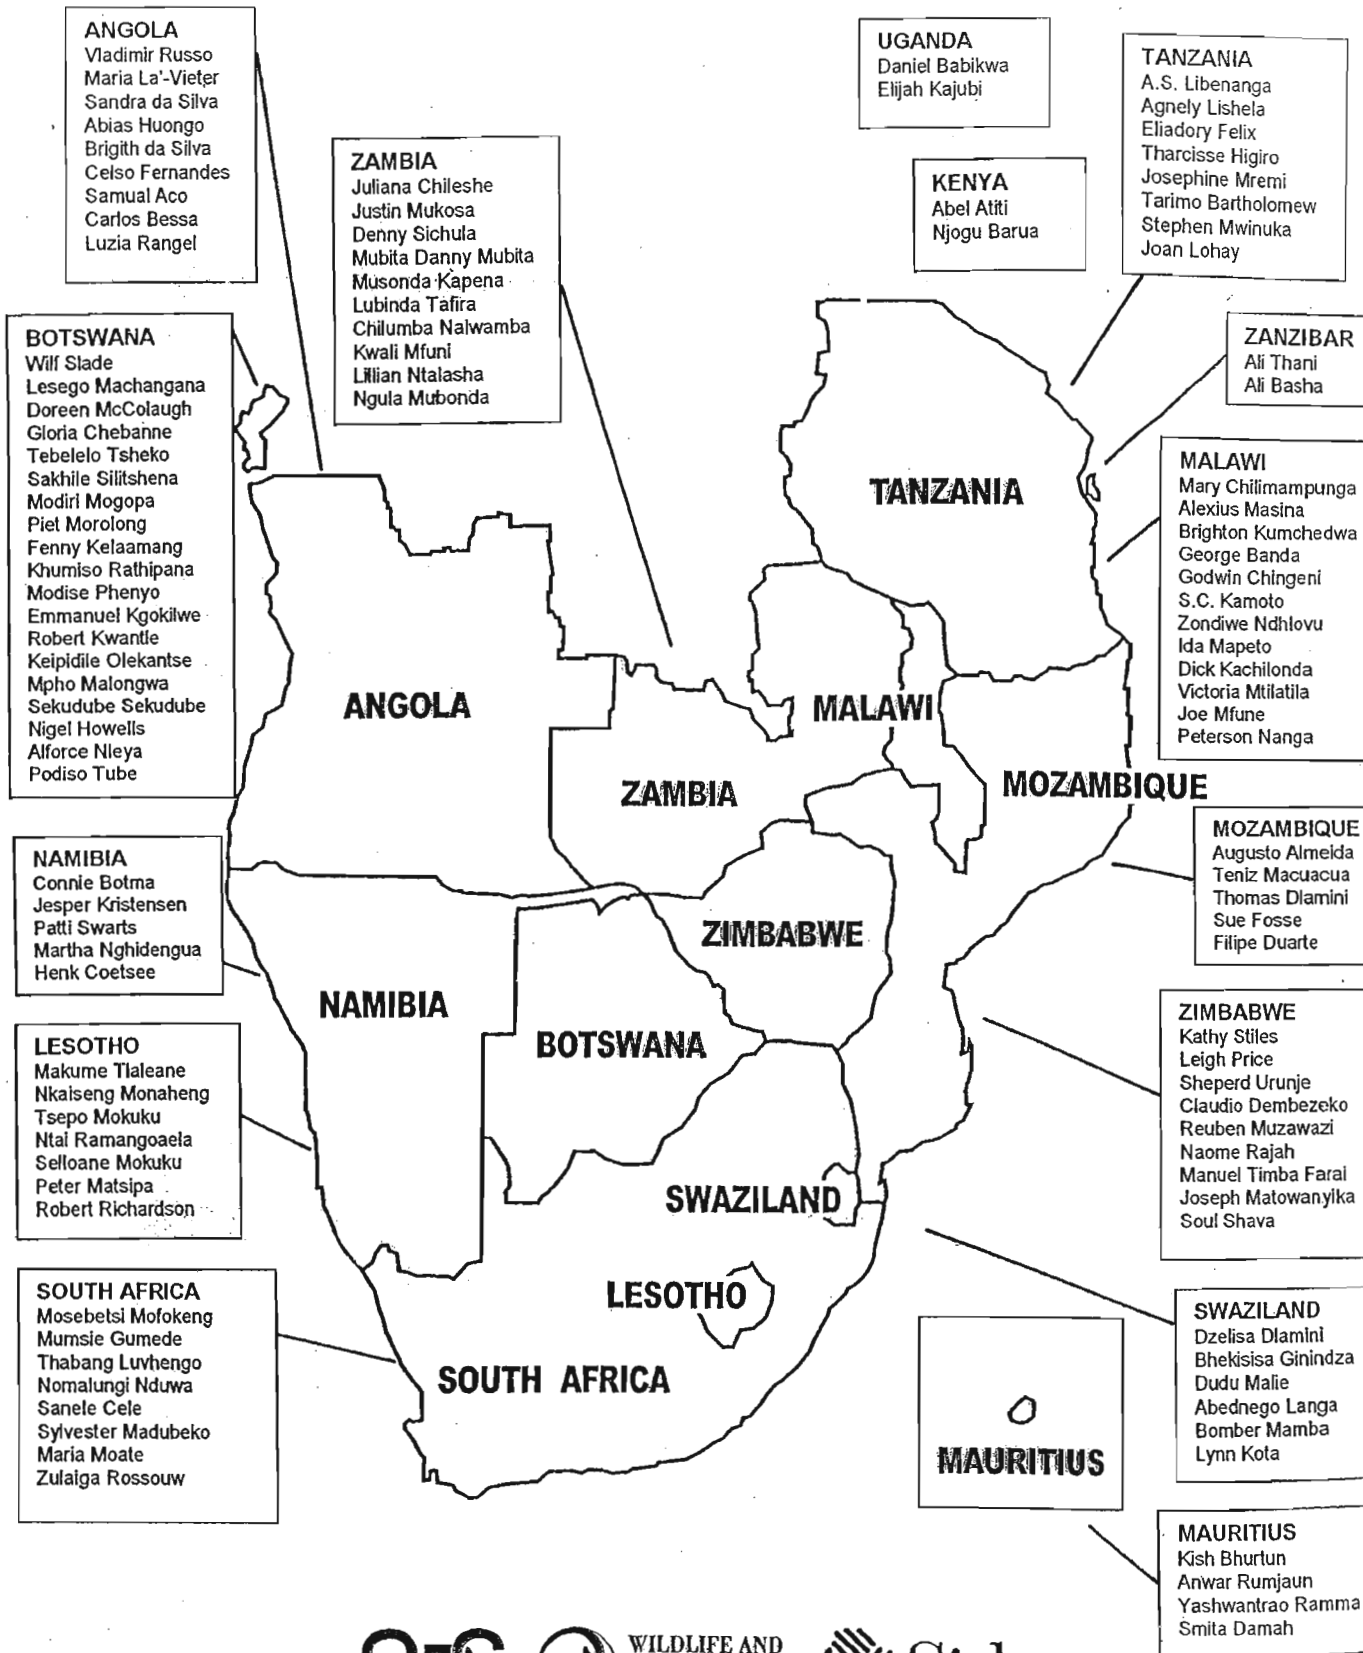 ANGOLA
Vladimir Russo
Maria La'-Vieter
Sandra da Silva
Abias Huongo
Brigith da Silva
Celso Fernandes
Samual Aco
Carlos Bessa
Luzia Rangel
ZAMBIA
Juliana Chileshe
Justin Mukosa
Denny Sichula
Mubita Danny Mubita
Musonda Kapena
Lubinda Tafira
Chilumba Nalwamba
Kwali Mfuni
Lillian Ntalasha
Ngula Mubonda
UGANDA
Daniel Babikwa
Elijah Kajubi
KENYA
Abel Atiti
Njogu Barua
TANZANIA
A.S. Libenanga
Agnely Lishela
Eliadory Felix
Tharcisse Higiro
Josephine Mremi
Tarimo Bartholomew
Stephen Mwinuka
Joan Lohay
ZANZIBAR
Ali Thani
Ali Basha
BOTSWANA
Wilf Slade
Lesego Machangana
Doreen McColaugh
Gloria Chebanne
Tebelelo Tsheko
Sakhile Silitshena
Modiri Mogopa
Piet Morolong
Fenny Kelaamang
Khumiso Rathipana
Modise Phenyo
Emmanuel Kgokilwe
Robert Kwantle
Keipidile Olekantse
Mpho Malongwa
Sekudube Sekudube
Nigel Howells
Alforce Nleya
Podiso Tube
MALAWI
Mary Chilimampunga
Alexius Masina
Brighton Kumchedwa
George Banda
Godwin Chingeni
S.C. Kamoto
Zondiwe Ndhlovu
Ida Mapeto
Dick Kachilonda
Victoria Mtilatila
Joe Mfune
Peterson Nanga
TANZANIA
ANGOLA
MALAWI
ZAMBIA
MOZAMBIQUE
ZIMBABWE
NAMIBIA
BOTSWANA
SWAZILAND
LESOTHO
SOUTH AFRICA
MAURITIUS
NAMIBIA
Connie Botma
Jesper Kristensen
Patti Swarts
Martha Nghidengua
Henk Coetsee
MOZAMBIQUE
Augusto Almeida
Teniz Macuacua
Thomas Dlamini
Sue Fosse
Filipe Duarte
LESOTHO
Makume Tlaleane
Nkaiseng Monaheng
Tsepo Mokuku
Ntai Ramangoaela
Selloane Mokuku
Peter Matsipa
Robert Richardson
ZIMBABWE
Kathy Stiles
Leigh Price
Sheperd Urunje
Claudio Dembezeko
Reuben Muzawazi
Naome Rajah
Manuel Timba Farai
Joseph Matowanyika
Soul Shava
SOUTH AFRICA
Mosebetsi Mofokeng
Mumsie Gumede
Thabang Luvhengo
Nomalungi Nduwa
Sanele Cele
Sylvester Madubeko
Maria Moate
Zulaiga Rossouw
SWAZILAND
Dzelisa Dlamini
Bhekisisa Ginindza
Dudu Malie
Abednego Langa
Bomber Mamba
Lynn Kota
MAURITIUS
Kish Bhurtun
Anwar Rumjaun
Yashwantrao Ramma
Smita Damah
WILDLIFE AND